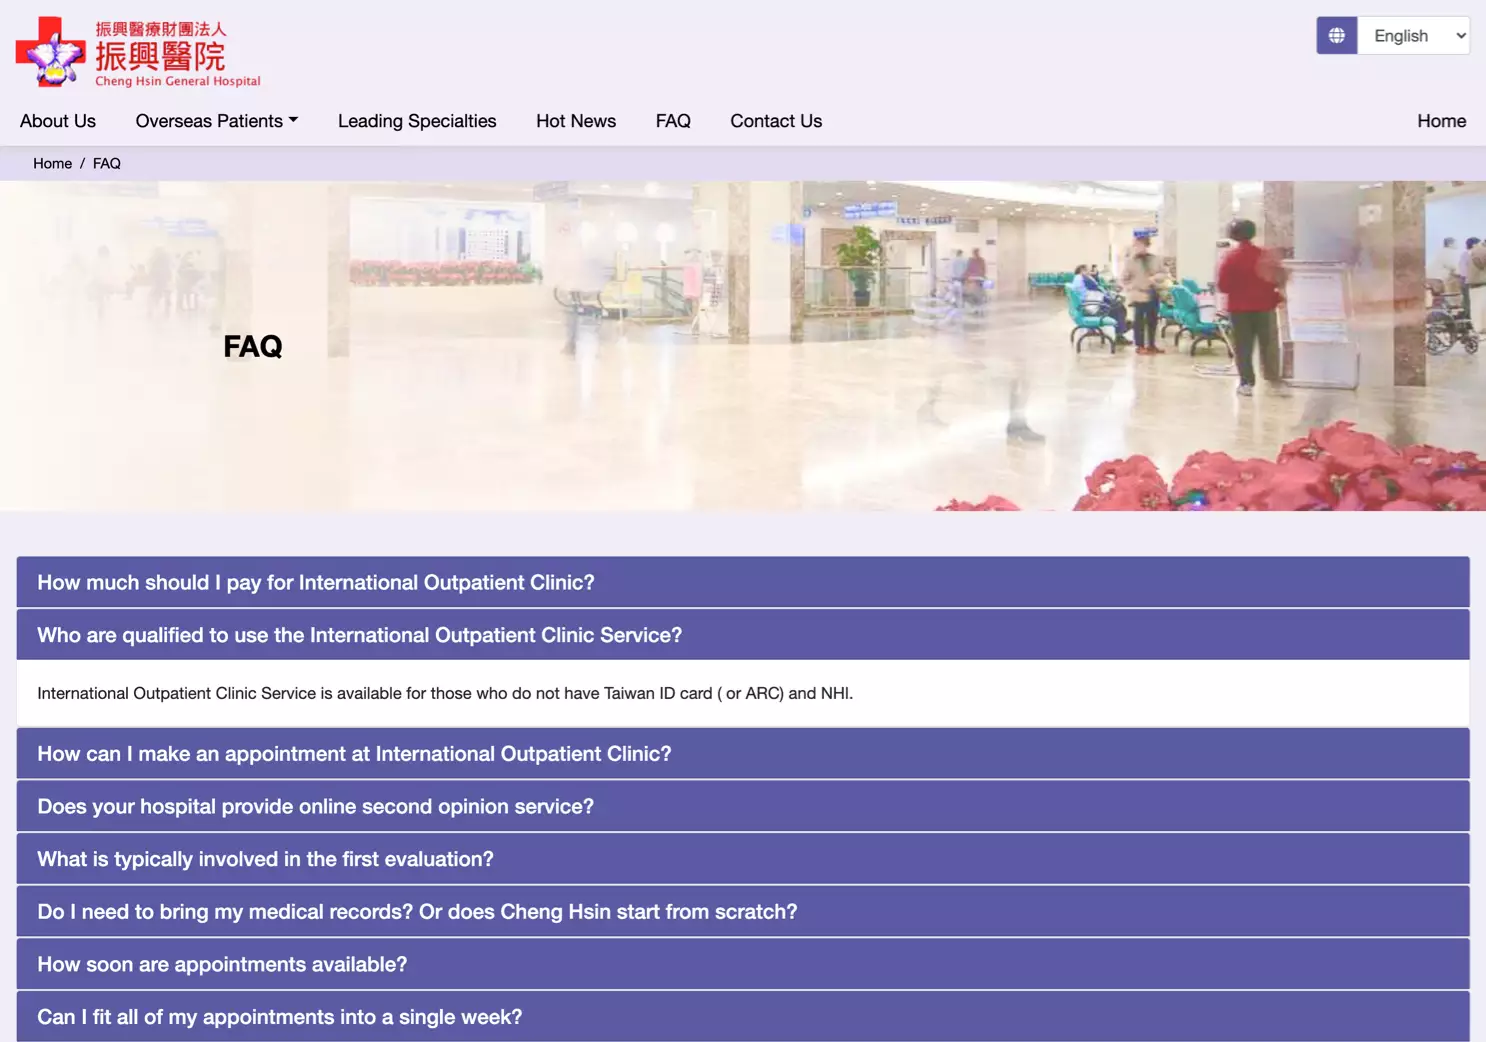 振興醫療財團法人
振興醫院
Cheng Hsin General Hospital
English
About Us
Overseas Patients
Leading Specialties
Hot News
FAQ
Contact Us
Home
Home / FAQ
FAQ
How much should I pay for International Outpatient Clinic?
Who are qualified to use the International Outpatient Clinic Service?
International Outpatient Clinic Service is available for those who do not have Taiwan ID card ( or ARC) and NHI.
How can I make an appointment at International Outpatient Clinic?
Does your hospital provide online second opinion service?
What is typically involved in the first evaluation?
Do I need to bring my medical records? Or does Cheng Hsin start from scratch?
How soon are appointments available?
Can I fit all of my appointments into a single week?